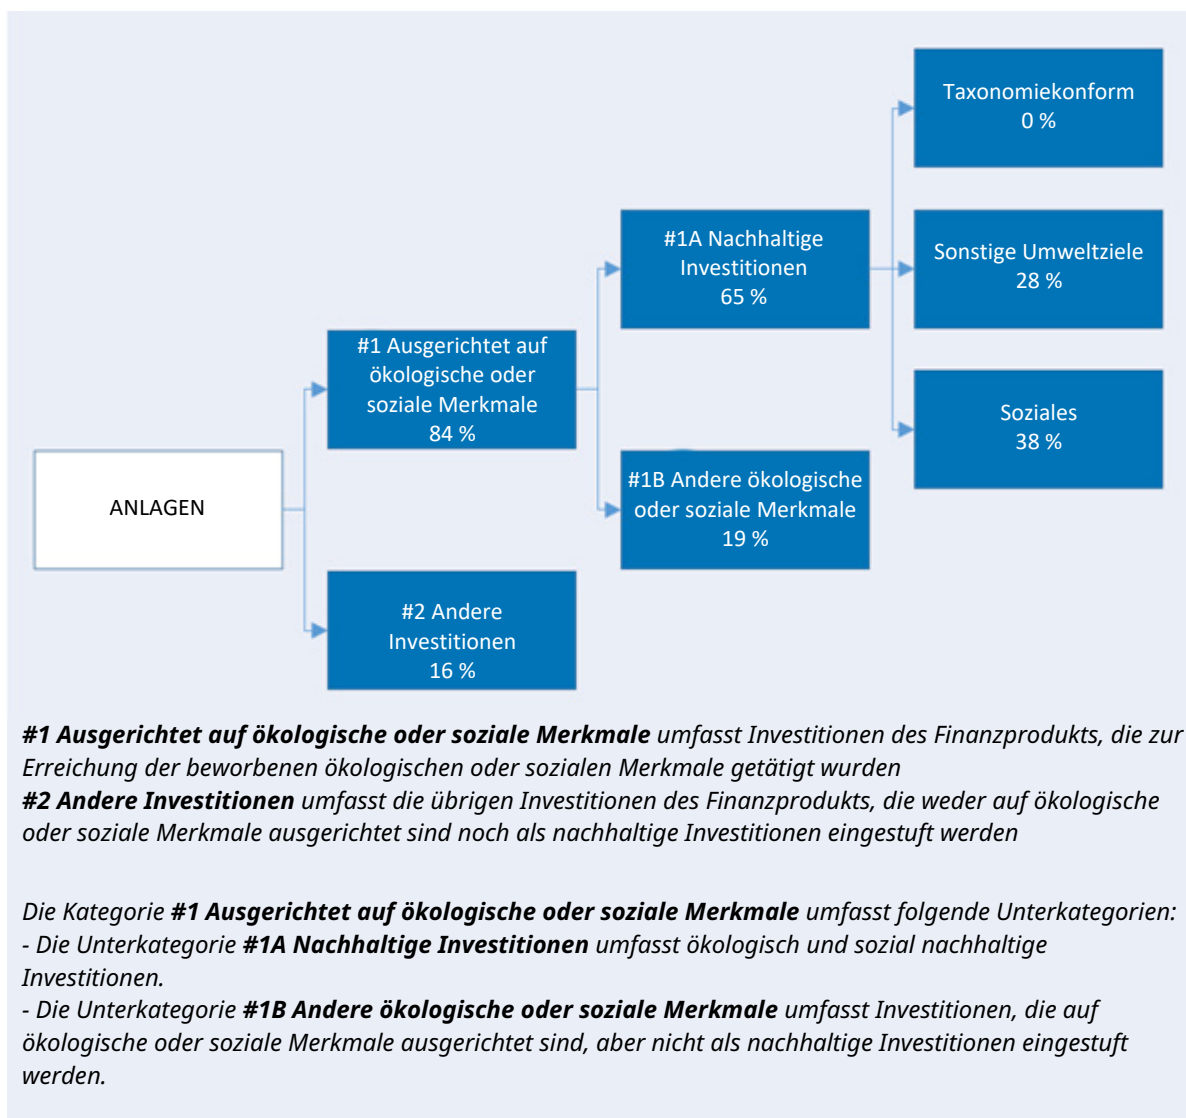 Taxonomiekonform
0 %
#1A Nachhaltige
Investitionen
65 %
Sonstige Umweltziele
28 %
#1 Ausgerichtet auf
ökologische oder
soziale Merkmale
84 %
Soziales
38 %
ANLAGEN
#1B Andere ökologische
oder soziale Merkmale
19 %
#2 Andere
Investitionen
16 %
#1 Ausgerichtet auf ökologische oder soziale Merkmale umfasst Investitionen des Finanzprodukts, die zur
Erreichung der beworbenen ökologischen oder sozialen Merkmale getätigt wurden
#2 Andere Investitionen umfasst die übrigen Investitionen des Finanzprodukts, die weder auf ökologische
oder soziale Merkmale ausgerichtet sind noch als nachhaltige Investitionen eingestuft werden
Die Kategorie #1 Ausgerichtet auf ökologische oder soziale Merkmale umfasst folgende Unterkategorien:
- Die Unterkategorie #1A Nachhaltige Investitionen umfasst ökologisch und sozial nachhaltige
Investitionen.
- Die Unterkategorie #1B Andere ökologische oder soziale Merkmale umfasst Investitionen, die auf
ökologische oder soziale Merkmale ausgerichtet sind, aber nicht als nachhaltige Investitionen eingestuft
werden.